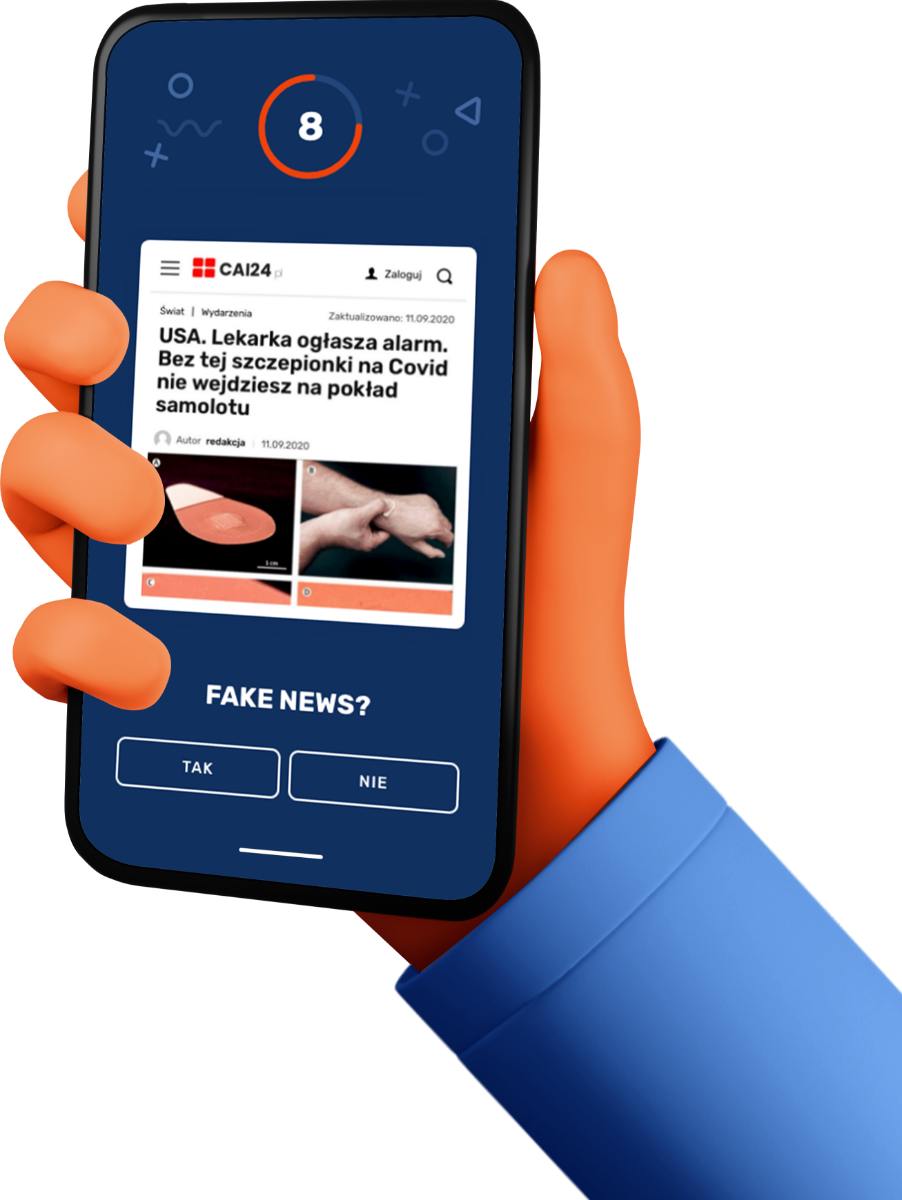 8
CAI24.pl
Zaloguj
Świat | Wydarzenia
Zaktualizowano: 11.09.2020
USA. Lekarka ogłasza alarm.
Bez tej szczepionki na Covid
nie wejdziesz na pokład
samolotu
Autor redakcja | 11.09.2020
A
B
1 cm
C
D
FAKE NEWS?
TAK
NIE